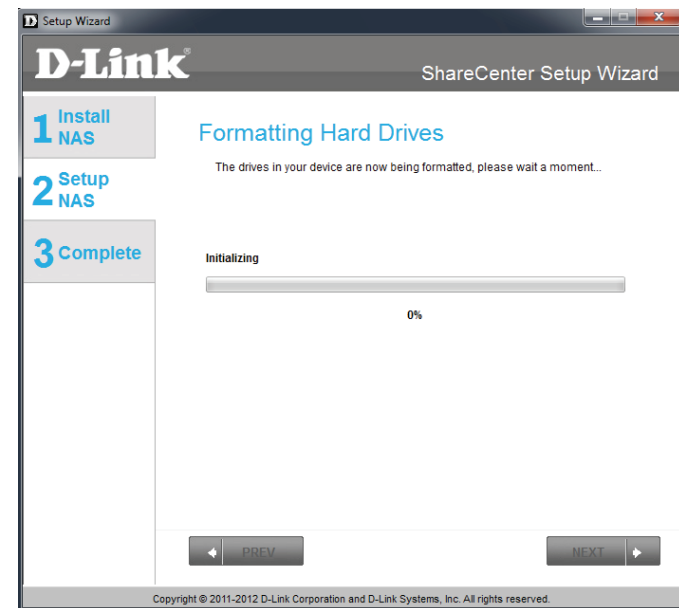 Setup Wizard
D-Link®
ShareCenter Setup Wizard
1 Install
NAS
2 Setup
NAS
3 Complete
Formatting Hard Drives
The drives in your device are now being formatted, please wait a moment...
Initializing
0%
PREV
NEXT
Copyright © 2011-2012 D-Link Corporation and D-Link Systems, Inc. All rights reserved.